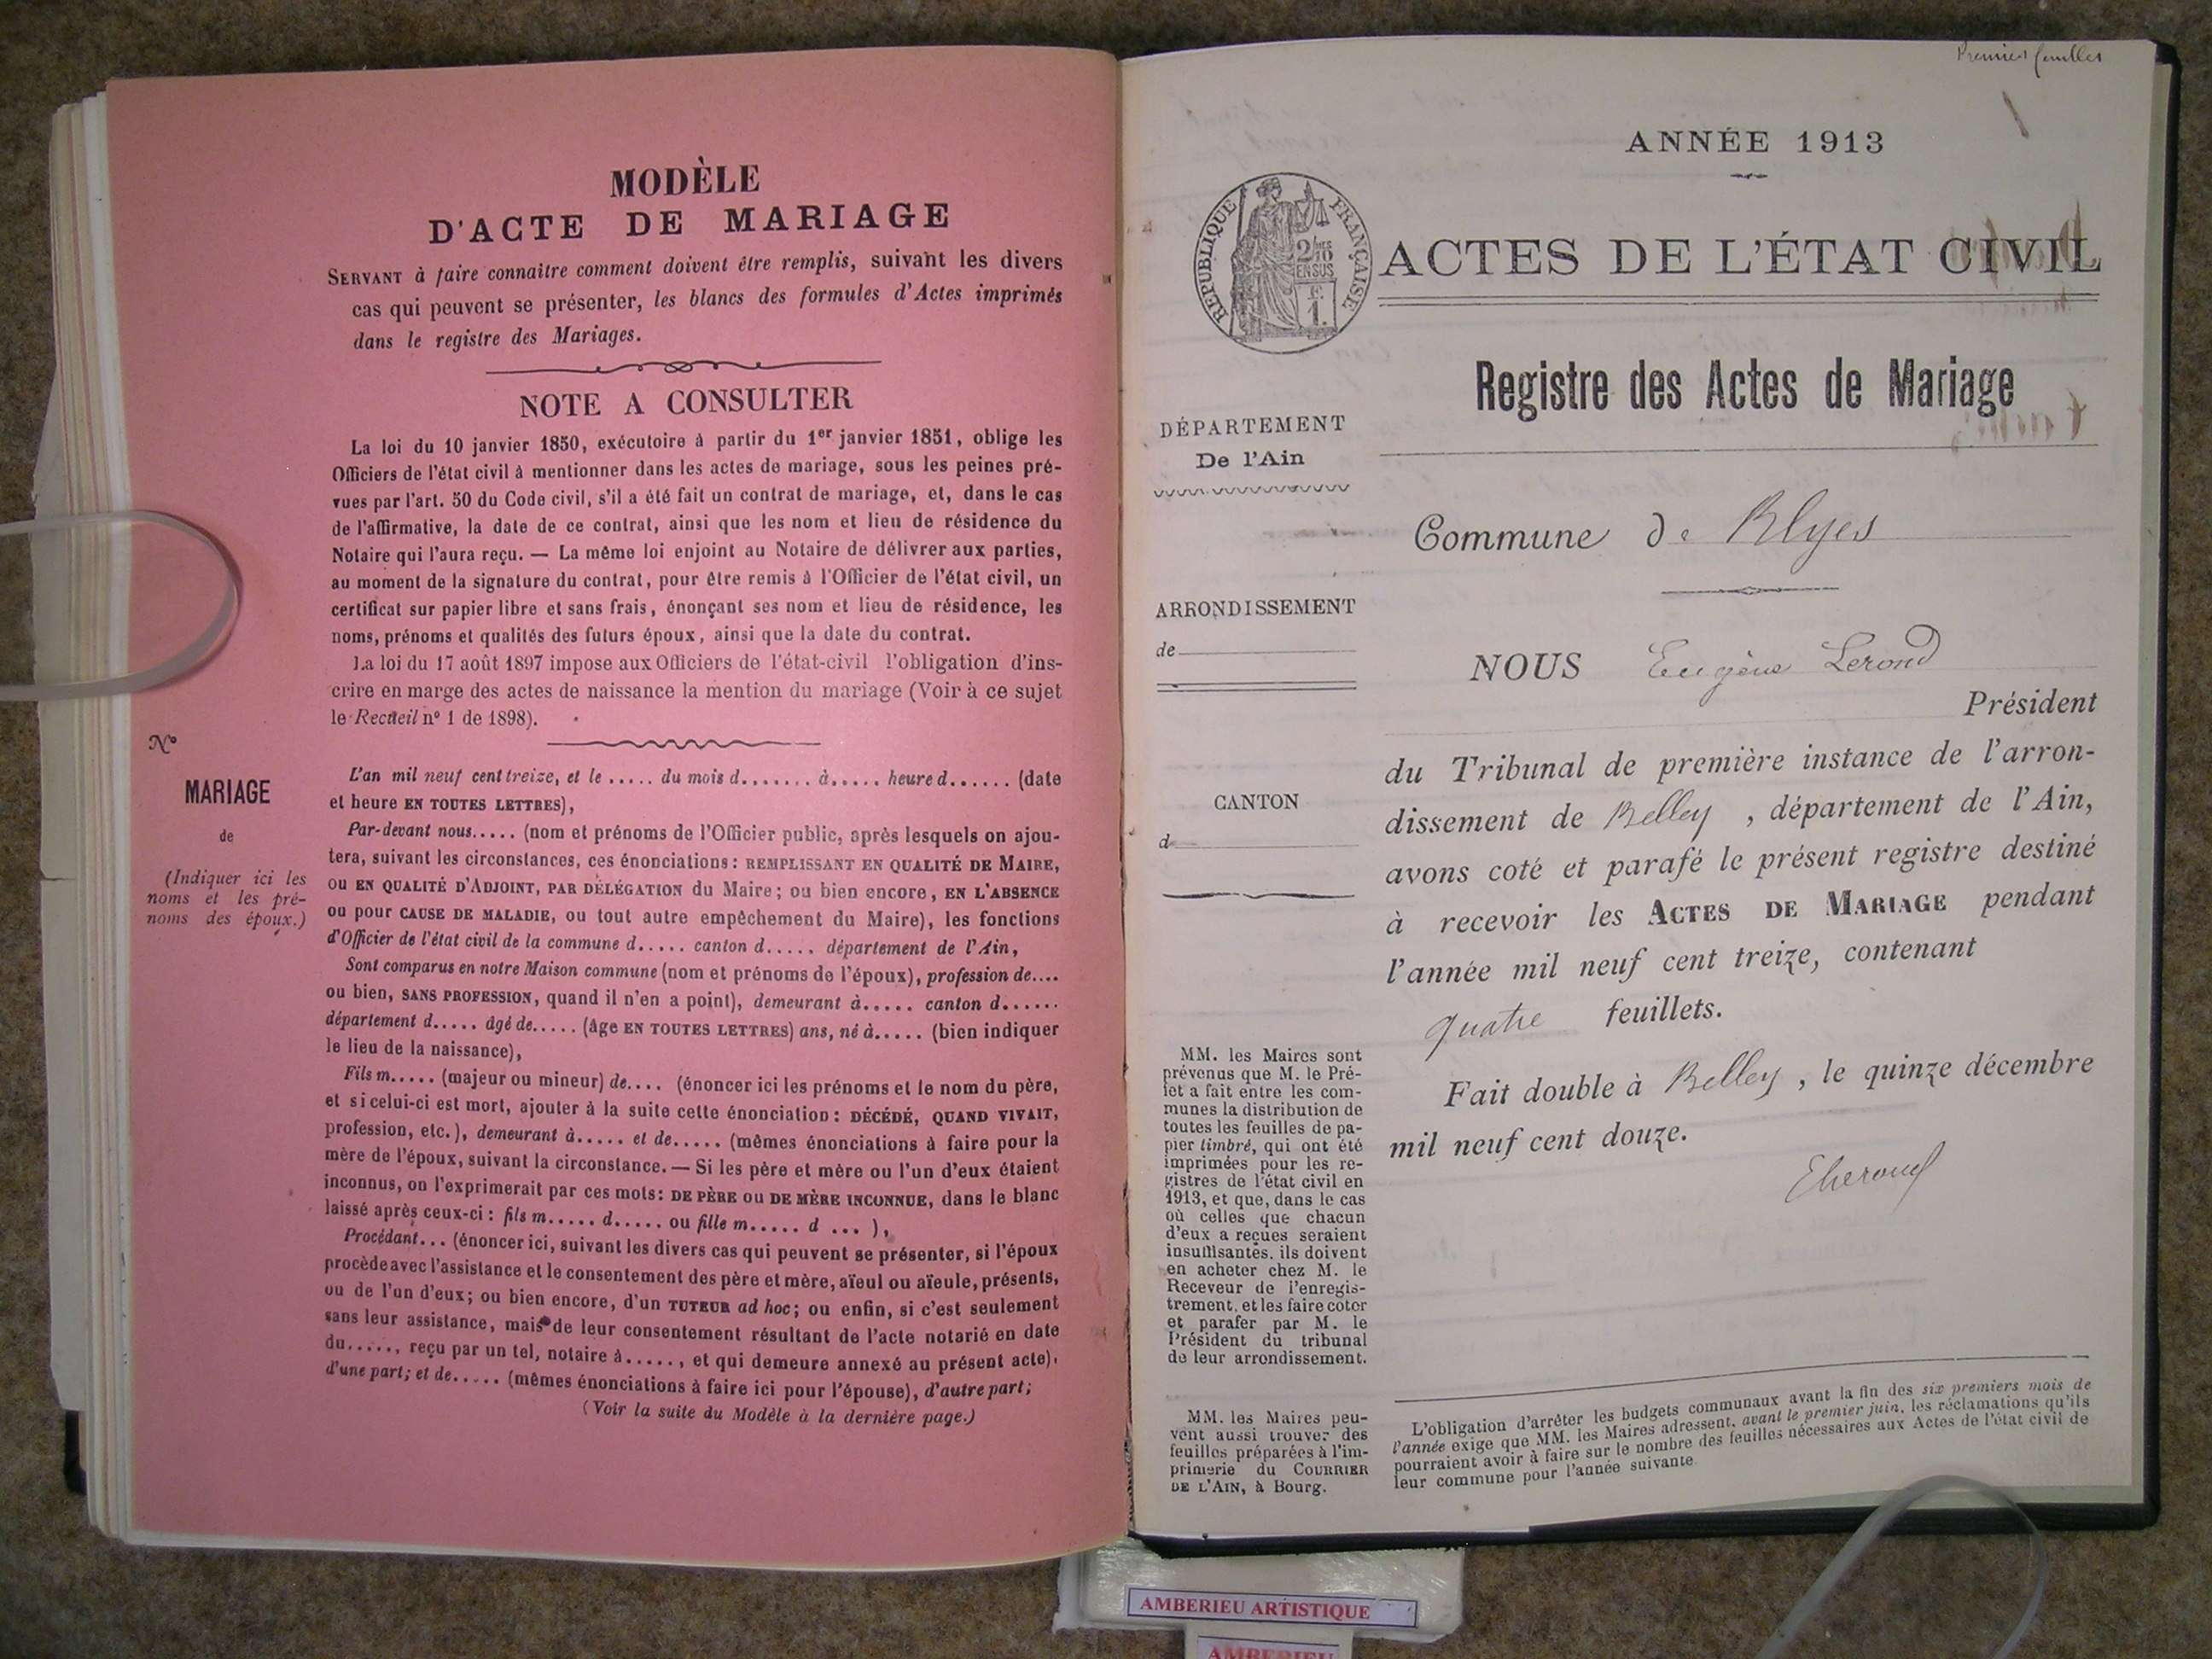 MODÈLE
D'ACTE DE MARIAGE
SERVANT à faire connaître comment doivent être remplis, suivant les divers
cas qui peuvent se présenter, les blancs des formules d'Actes imprimés
dans le registre des Mariages.
NOTE A CONSULTER
La loi du 10 janvier 1850, exécutoire à partir du 1er janvier 1851, oblige les
Officiers de l'état civil à mentionner dans les actes de mariage, sous les peines pré-
vues par l'art. 50 du Code civil, s'il a été fait un contrat de mariage, et, dans le cas
de l'affirmative, la date de ce contrat, ainsi que les nom et lieu de résidence du
Notaire qui l'aura reçu. — La même loi enjoint au Notaire de délivrer aux parties,
au moment de la signature du contrat, pour être remis à l'Officier de l'état civil, un
certificat sur papier libre et sans frais, énonçant ses nom et lieu de résidence, les
noms, prénoms et qualités des futurs époux, ainsi que la date du contrat.
La loi du 17 août 1897 impose aux Officiers de l'état-civil l'obligation d'ins-
crire en marge des actes de naissance la mention du mariage (Voir à ce sujet
le Recueil nº 1 de 1898).
Nº
MARIAGE
de
(Indiquer ici les
noms et les pré-
noms des époux.)
L'an mil neuf cent treize, et le ..... du mois d....... à..... heure d...... (date
et heure EN TOUTES LETTRES),
Par-devant nous..... (nom et prénoms de l'Officier public, après lesquels on ajou-
tera, suivant les circonstances, ces énonciations: REMPLISSANT EN QUALITÉ DE MAIRE,
ou EN QUALITÉ D'ADJOINT, PAR DÉLÉGATION du Maire; ou bien encore, EN L'ABSENCE
ou pour CAUSE DE MALADIE, ou tout autre empêchement du Maire), les fonctions
d'Officier de l'état civil de la commune d..... canton d..... département de l'Ain,
Sont comparus en notre Maison commune (nom et prénoms de l'époux), profession de....
ou bien, SANS PROFESSION, quand il n'en a point), demeurant à..... canton d......
département d..... âgé de..... (âge EN TOUTES LETTRES) ans, né à..... (bien indiquer
le lieu de la naissance),
Fils m..... (majeur ou mineur) de.... (énoncer ici les prénoms et le nom du père,
et si celui-ci est mort, ajouter à la suite cette énonciation: DÉCÉDÉ, QUAND VIVAIT,
profession, etc.), demeurant à..... et de..... (mêmes énonciations à faire pour la
mère de l'époux, suivant la circonstance. — Si les père et mère ou l'un d'eux étaient
inconnus, on l'exprimerait par ces mots: DE PÈRE OU DE MÈRE INCONNUE, dans le blanc
laissé après ceux-ci: fils m..... d..... ou fille m..... d ... ),
Procédant... (énoncer ici, suivant les divers cas qui peuvent se présenter, si l'époux
procède avec l'assistance et le consentement des père et mère, aïeul ou aïeule, présents,
ou de l'un d'eux; ou bien encore, d'un TUTEUR ad hoc; ou enfin, si c'est seulement
sans leur assistance, mais de leur consentement résultant de l'acte notarié en date
du....., reçu par un tel, notaire à....., et qui demeure annexé au présent acte),
d'une part; et de..... (mêmes énonciations à faire ici pour l'épouse), d'autre part;
(Voir la suite du Modèle à la dernière page.)
Premier feuillet
ANNÉE 1913
RÉPUBLIQUE FRANÇAISE
2/10
EN SUS
1.
ACTES DE L'ÉTAT CIVIL
Registre des Actes de Mariage
DÉPARTEMENT
De l'Ain
ARRONDISSEMENT
de
CANTON
d
Commune de Blyes
NOUS Eugène Lerond
Président
du Tribunal de première instance de l'arron-
dissement de Belley, département de l'Ain,
avons coté et parafé le présent registre destiné
à recevoir les ACTES DE MARIAGE pendant
l'année mil neuf cent treize, contenant
quatre feuillets.
Fait double à Belley, le quinze décembre
mil neuf cent douze.
MM. les Maires sont
prévenus que M. le Pré-
fet a fait entre les com-
munes la distribution de
toutes les feuilles de pa-
pier timbré, qui ont été
imprimées pour les re-
gistres de l'état civil en
1913, et que, dans le cas
où celles que chacun
d'eux a reçues seraient
insuffisantes, ils doivent
en acheter chez M. le
Receveur de l'enregis-
trement, et les faire coter
et parafer par M. le
Président du tribunal
de leur arrondissement.
MM. les Maires peu-
vent aussi trouver des
feuilles préparées à l'im-
primerie du COURRIER
DE L'AIN, à Bourg.
L'obligation d'arrêter les budgets communaux avant la fin des six premiers mois de
l'année exige que MM. les Maires adressent, avant le premier juin, les réclamations qu'ils
pourraient avoir à faire sur le nombre des feuilles nécessaires aux Actes de l'état civil de
leur commune pour l'année suivante
AMBERIEU ARTISTIQUE
AMBERIEU